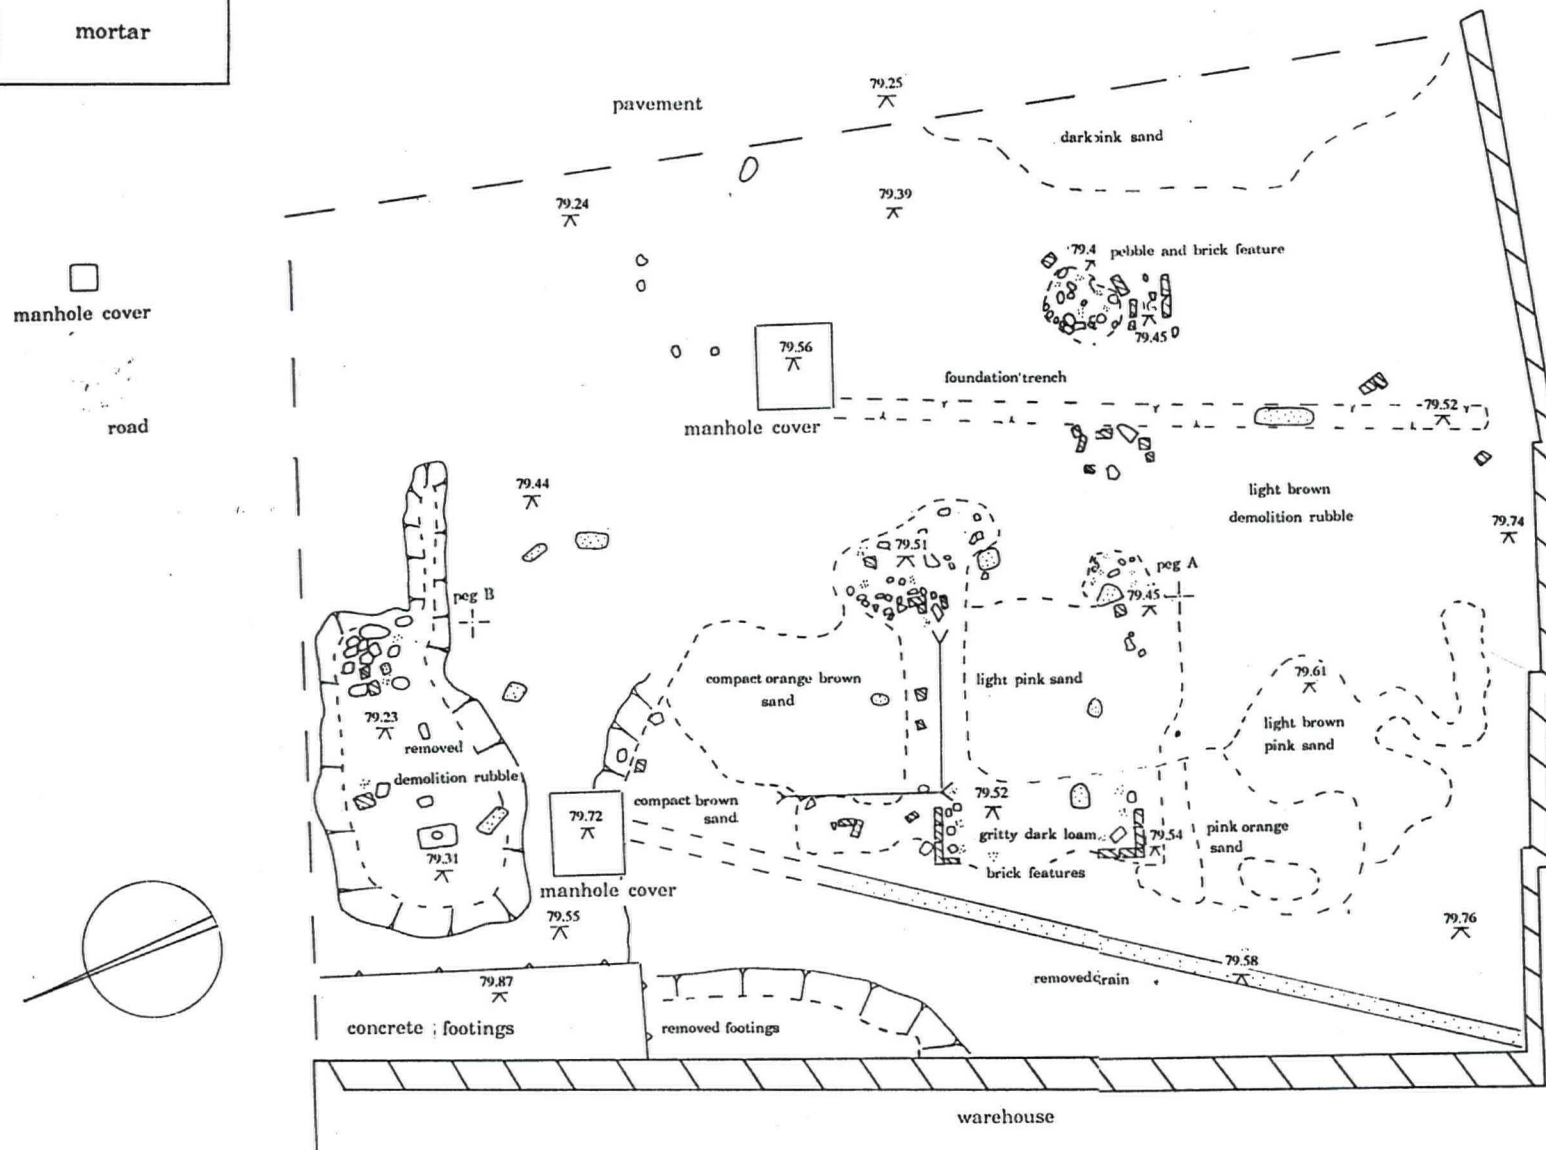 mortar
pavement
79.25
dark pink sand
79.24
79.39
79.4
pebble and brick feature
manhole cover
79.45
79.56
foundation trench
road
79.52
manhole cover
79.44
light brown
demolition rubble
79.74
79.51
peg A
79.45
peg B
79.61
compact orange brown
sand
light pink sand
79.23
light brown
pink sand
removed
demolition rubble
79.72
compact brown
sand
79.52
gritty dark loam
79.54
pink orange
sand
79.31
brick features
manhole cover
79.55
79.76
79.58
79.87
removed drain
concrete footings
removed footings
warehouse